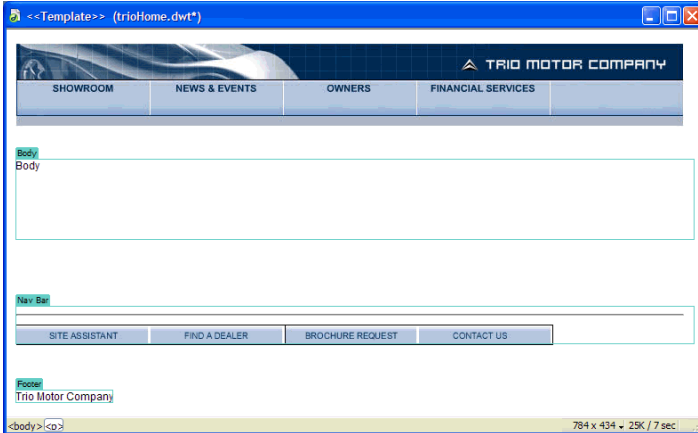 <<Template>> (trioHome.dwt*)
TRIO MOTOR COMPANY
SHOWROOM NEWS & EVENTS OWNERS FINANCIAL SERVICES
Body
Body
Nav Bar
SITE ASSISTANT FIND A DEALER BROCHURE REQUEST CONTACT US
Footer
Trio Motor Company
<body> <p> 784 x 434 25K / 7 sec